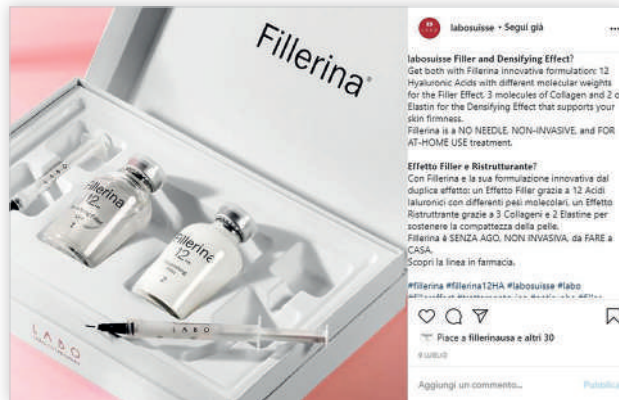 Fillerina®
Fillerina
12
Fillerina
12
2
LABO
LABO
labosuisse • Segui già
labosuisse Filler and Densifying Effect?
Get both with Fillerina innovative formulation: 12
Hyaluronic Acids with different molecular weights
for the Filler Effect, 3 molecules of Collagen and 2 o
Elastin for the Densifying Effect that supports your
skin firmness.
Fillerina is a NO NEEDLE, NON-INVASIVE, and FOR
AT-HOME USE treatment.
Effetto Filler e Ristrutturante?
Con Fillerina e la sua formulazione innovativa dal
duplice effetto: un Effetto Filler grazie a 12 Acidi
Ialuronici con differenti pesi molecolari, un Effetto
Ristruttrante grazie a 3 Collageni e 2 Elastine per
sostenere la compattezza della pelle.
Fillerina è SENZA AGO, NON INVASIVA, da FARE a
CASA.
Scopri la linea in farmacia.
#fillerina #fillerina12HA #labosuisse #labo
Piace a fillerinausa e altri 30
6 LUGLIO
Aggiungi un commento...
Pubblica